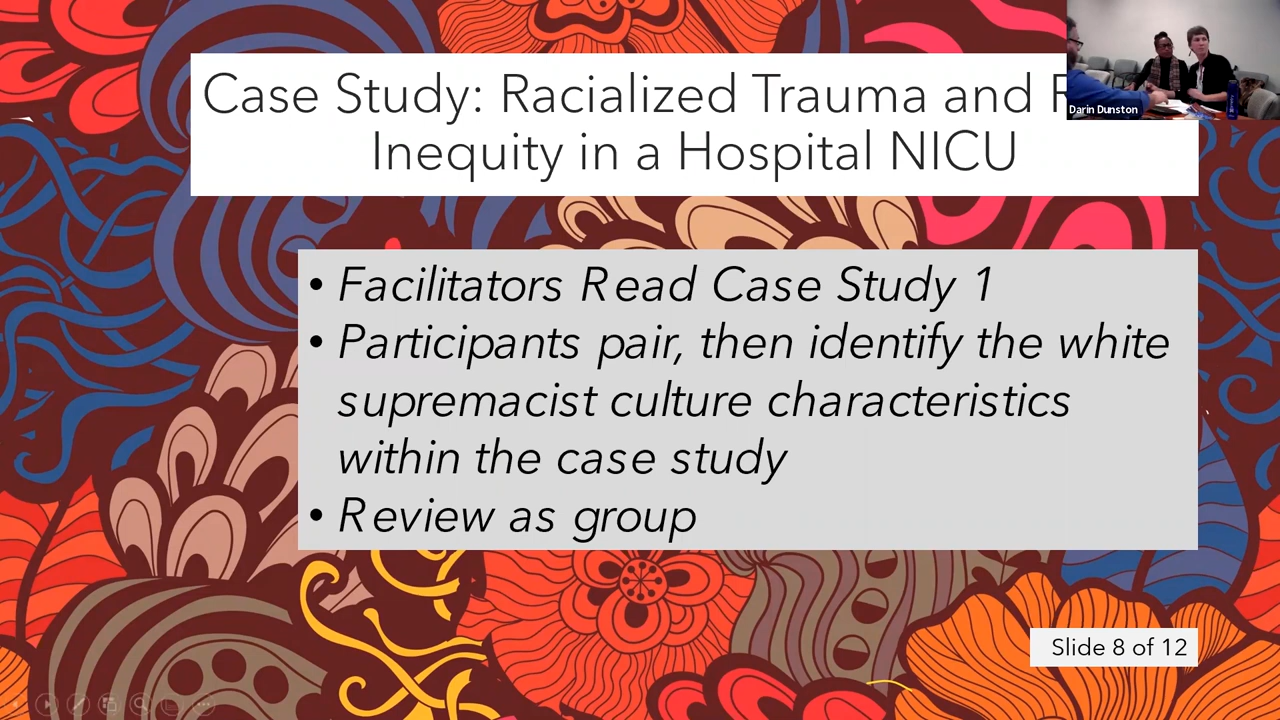 Case Study: Racialized Trauma and
Inequity in a Hospital NICU
Darin Dunston
• Facilitators Read Case Study 1
• Participants pair, then identify the white
supremacist culture characteristics
within the case study
• Review as group
Slide 8 of 12